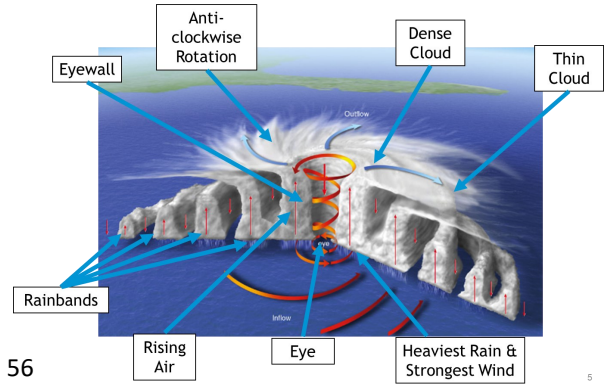 Anti-
clockwise
Rotation
Dense
Cloud
Eyewall
Thin
Cloud
Outflow
eye
Rainbands
Inflow
Rising
Air
Eye
Heaviest Rain &
Strongest Wind
56
5